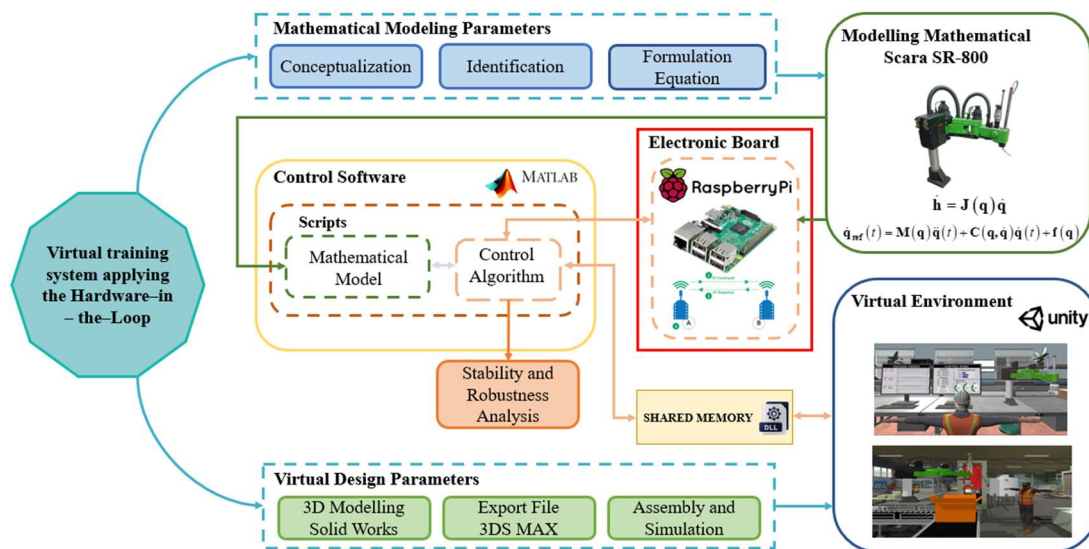 Mathematical Modeling Parameters
Conceptualization
Identification
Formulation
Equation
Modelling Mathematical
Scara SR-800
ḣ = J(q)q̇
q̇ref(t) = M(q)q̈(t) + C(q, q̇)q̇(t) + f(q)
Electronic Board
RaspberryPi
A
B
Control Software
MATLAB
Scripts
Mathematical
Model
Control
Algorithm
Virtual training
system applying
the Hardware–in
– the–Loop
Stability and
Robustness
Analysis
SHARED MEMORY
DLL
Virtual Environment
unity
Virtual Design Parameters
3D Modelling
Solid Works
Export File
3DS MAX
Assembly and
Simulation